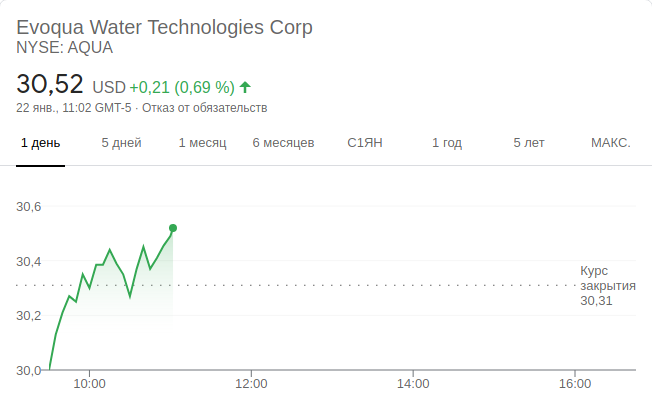 Evoqua Water Technologies Corp
NYSE: AQUA
30,52 USD +0,21 (0,69 %)
22 янв., 11:02 GMT-5 · Отказ от обязательств
1 день 5 дней 1 месяц 6 месяцев С1ЯН 1 год 5 лет МАКС.
30,6
30,4
Курс
закрытия
30,31
30,2
30,0
10:00 12:00 14:00 16:00